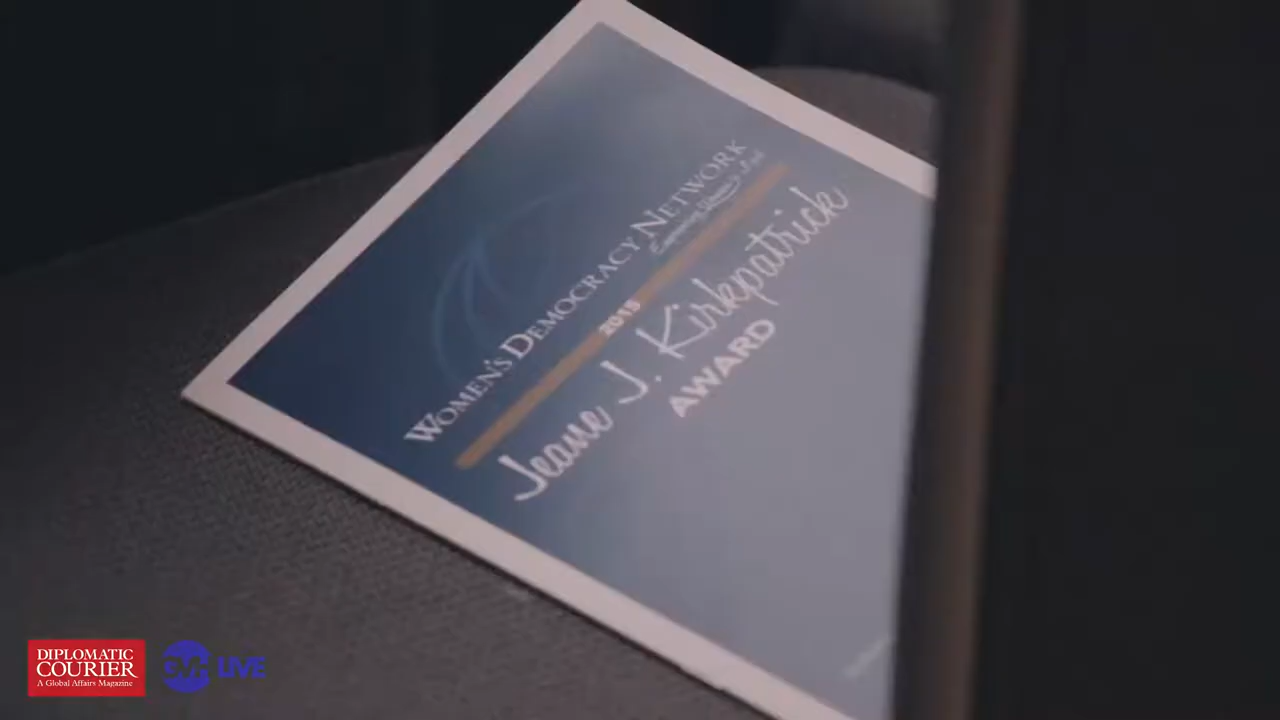 WOMEN'S DEMOCRACY NETWORK
2015
Jeane J. Kirkpatrick
AWARD
DIPLOMATIC
COURIER
A Global Affairs Magazine
LIVE